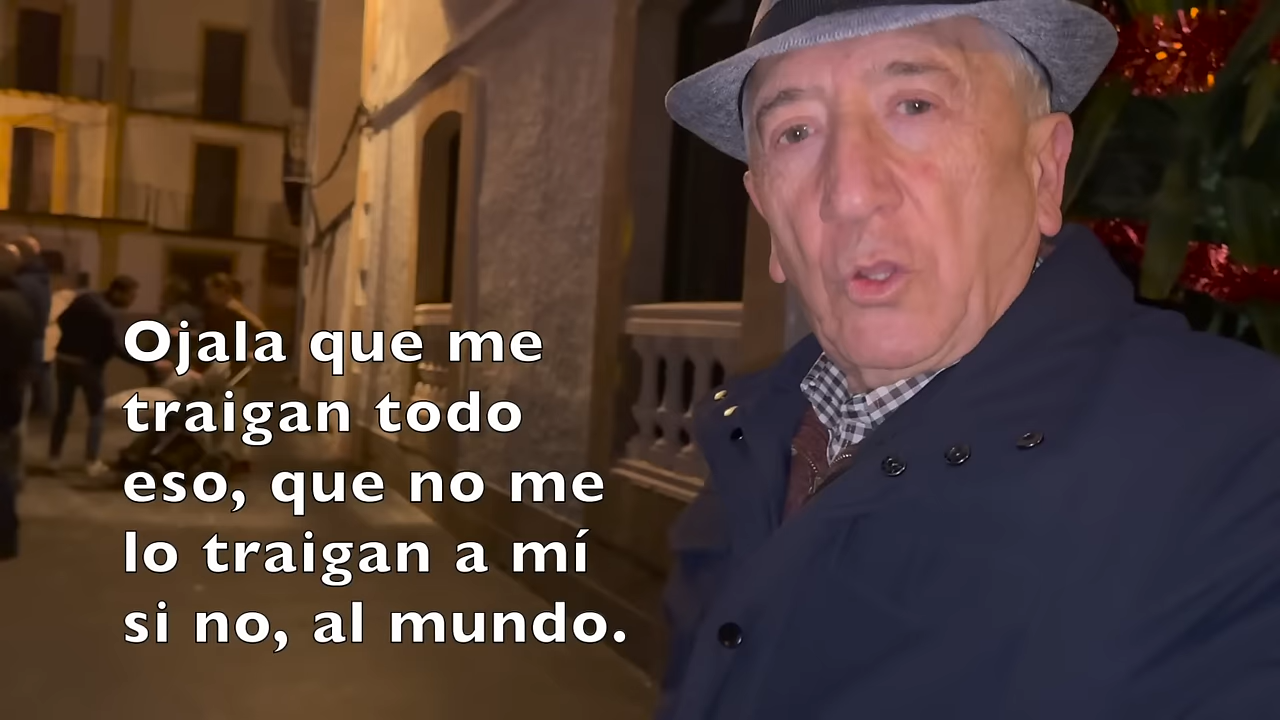 Ojala que me
traigan todo
eso, que no me
lo traigan a mí
si no, al mundo.